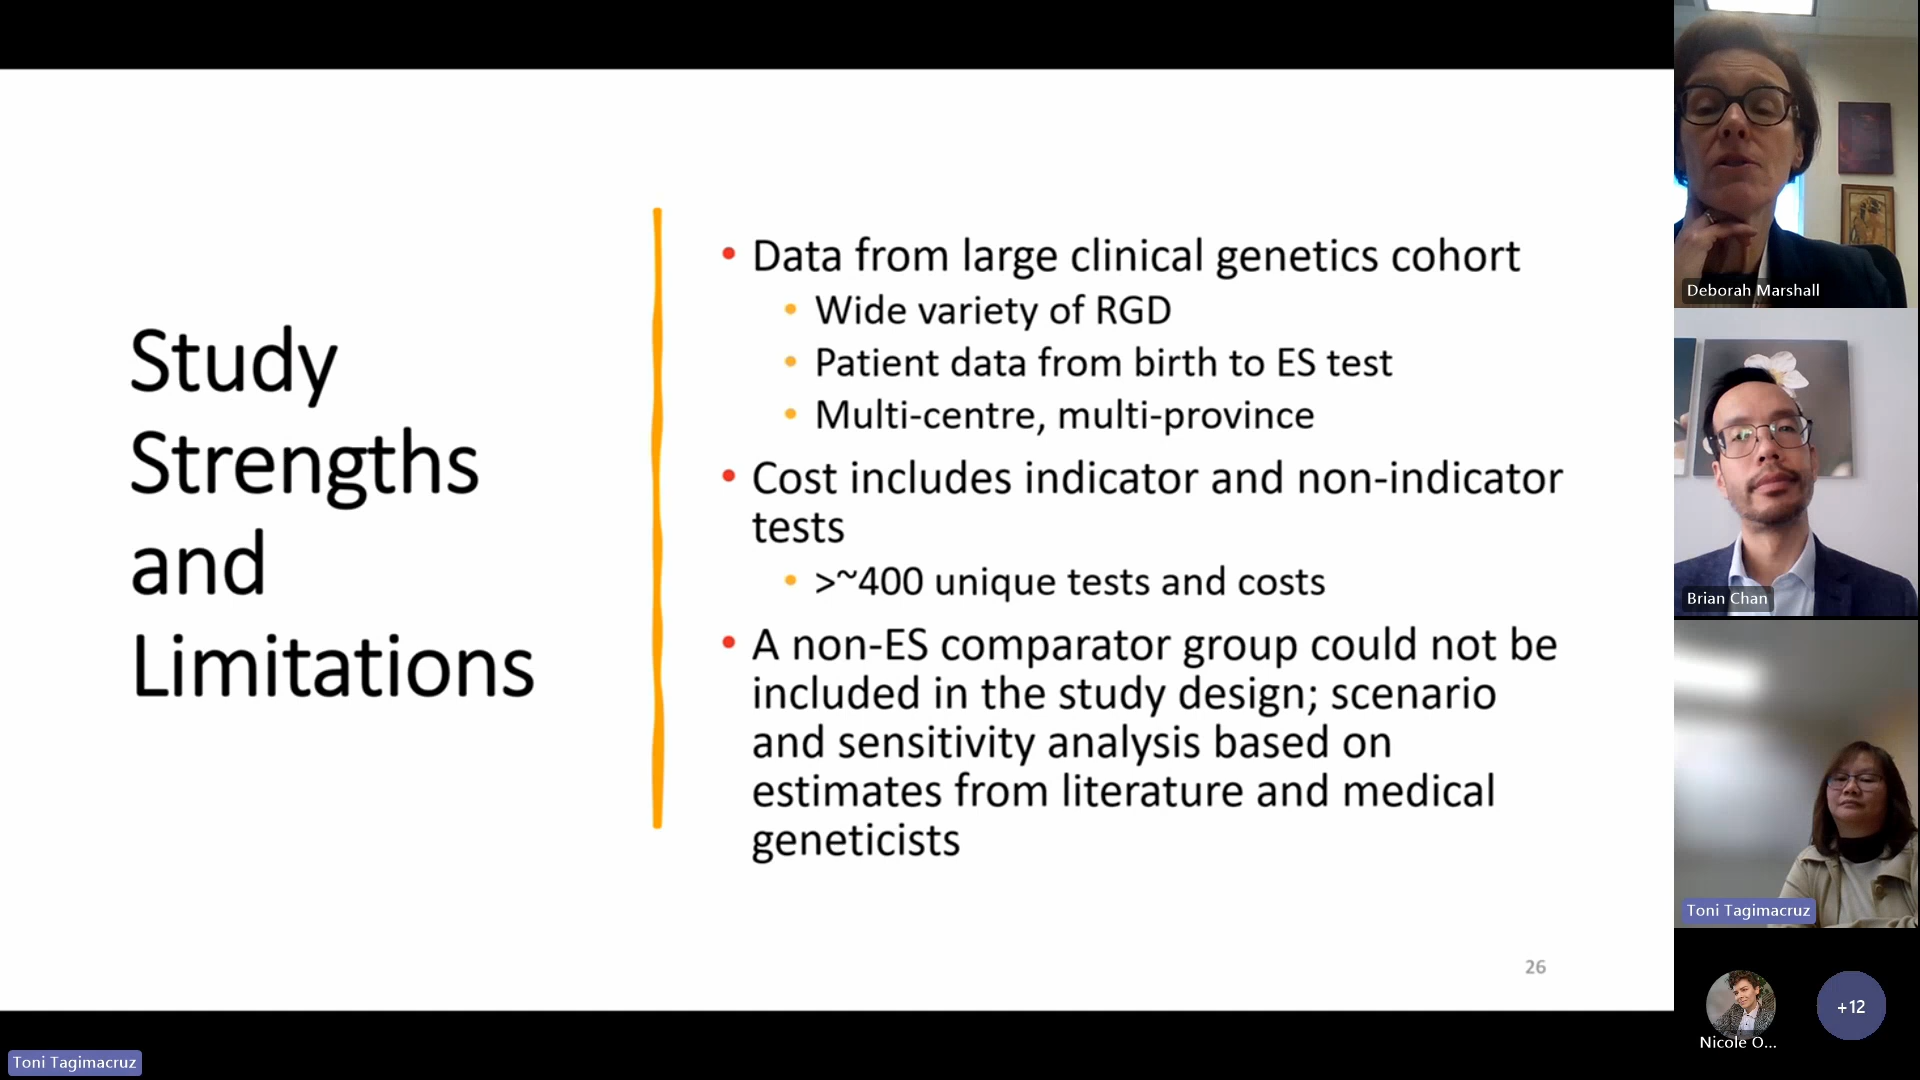 Study
Strengths
and
Limitations
• Data from large clinical genetics cohort
• Wide variety of RGD
• Patient data from birth to ES test
• Multi-centre, multi-province
• Cost includes indicator and non-indicator
tests
• >~400 unique tests and costs
• A non-ES comparator group could not be
included in the study design; scenario
and sensitivity analysis based on
estimates from literature and medical
geneticists
26
Toni Tagimacruz
Deborah Marshall
Brian Chan
Toni Tagimacruz
Nicole O...
+12